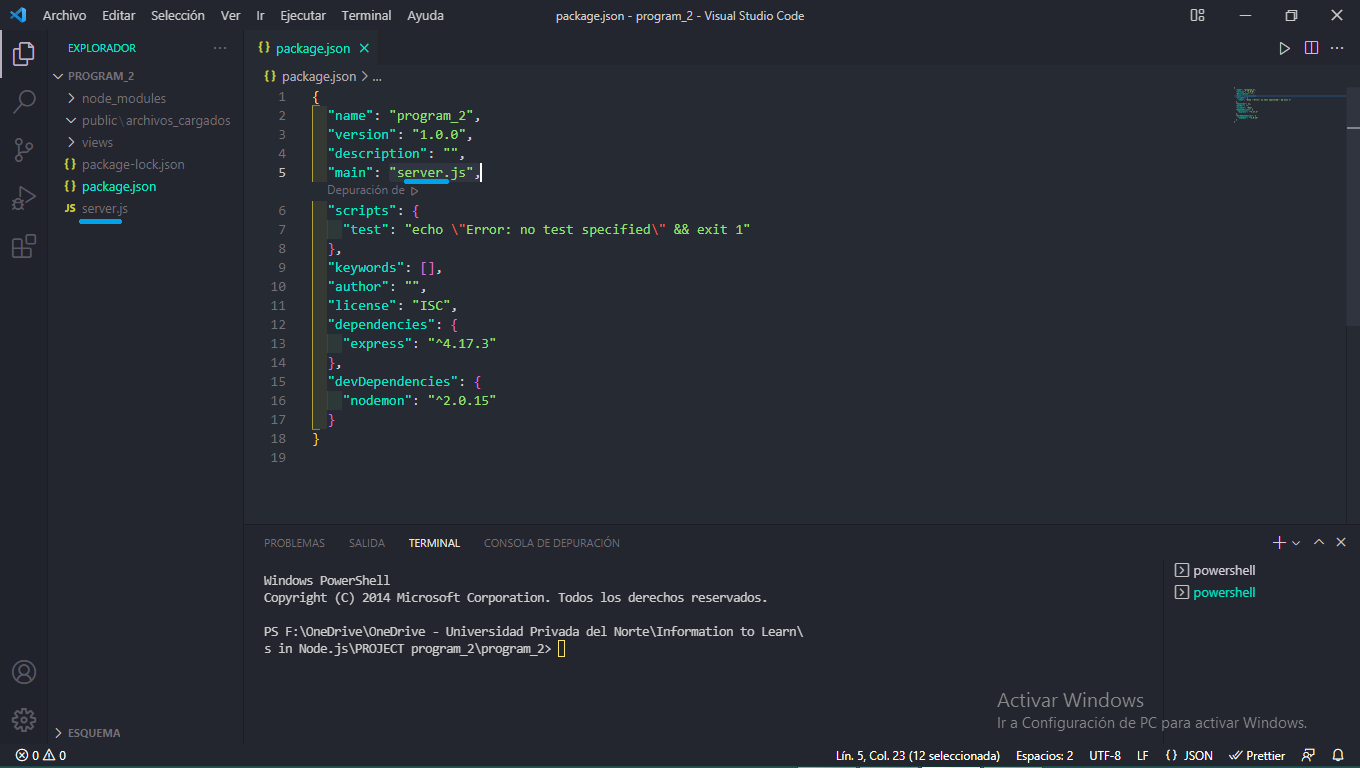 Archivo Editar Selección Ver Ir Ejecutar Terminal Ayuda
package.json - program_2 - Visual Studio Code
EXPLORADOR
PROGRAM_2
node_modules
public \ archivos_cargados
views
{} package-lock.json
{} package.json
JS server.js
ESQUEMA
{} package.json
{} package.json > ...
1 {
2 "name": "program_2",
3 "version": "1.0.0",
4 "description": "",
5 "main": "server.js",
Depuración de
6 "scripts": {
7 "test": "echo \"Error: no test specified\" && exit 1"
8 },
9 "keywords": [],
10 "author": "",
11 "license": "ISC",
12 "dependencies": {
13 "express": "^4.17.3"
14 },
15 "devDependencies": {
16 "nodemon": "^2.0.15"
17 }
18 }
19
PROBLEMAS SALIDA TERMINAL CONSOLA DE DEPURACIÓN
Windows PowerShell
Copyright (C) 2014 Microsoft Corporation. Todos los derechos reservados.
PS F:\OneDrive\OneDrive - Universidad Privada del Norte\Information to Learn\
s in Node.js\PROJECT program_2\program_2>
powershell
powershell
Activar Windows
Ir a Configuración de PC para activar Windows.
0 0
Lín. 5, Col. 23 (12 seleccionada) Espacios: 2 UTF-8 LF {} JSON Prettier